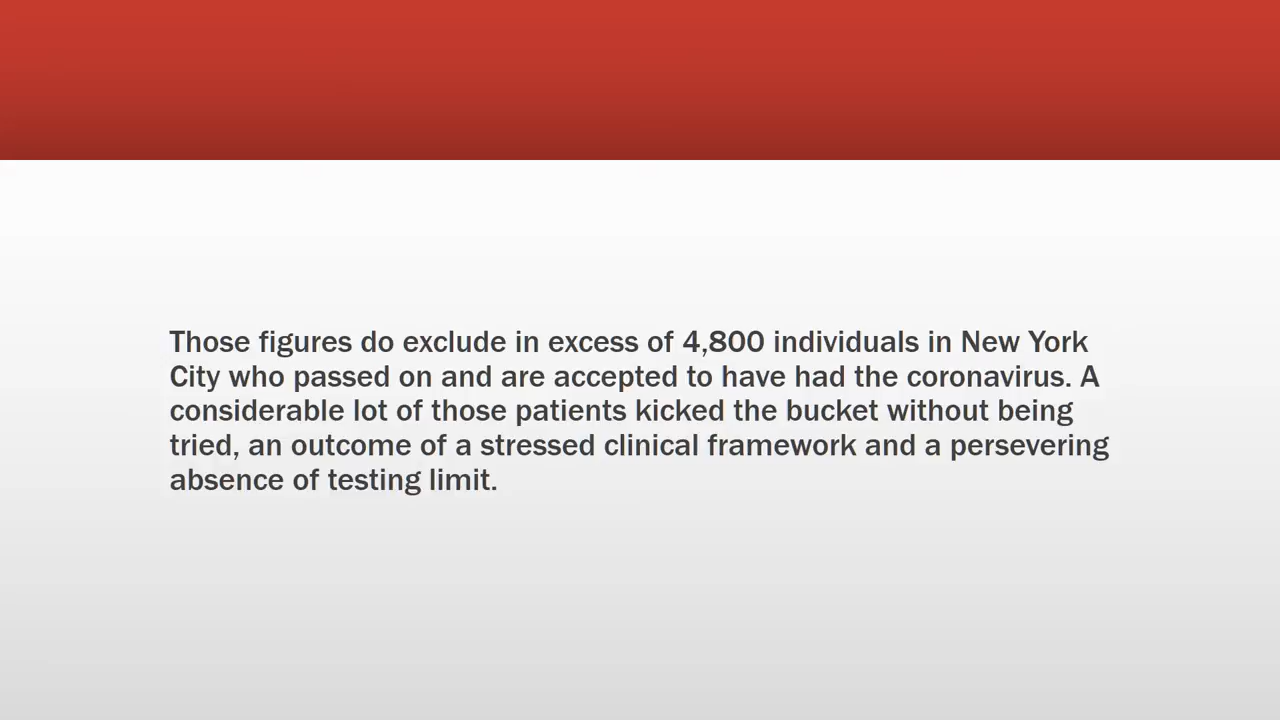 Those figures do exclude in excess of 4,800 individuals in New York
City who passed on and are accepted to have had the coronavirus. A
considerable lot of those patients kicked the bucket without being
tried, an outcome of a stressed clinical framework and a persevering
absence of testing limit.